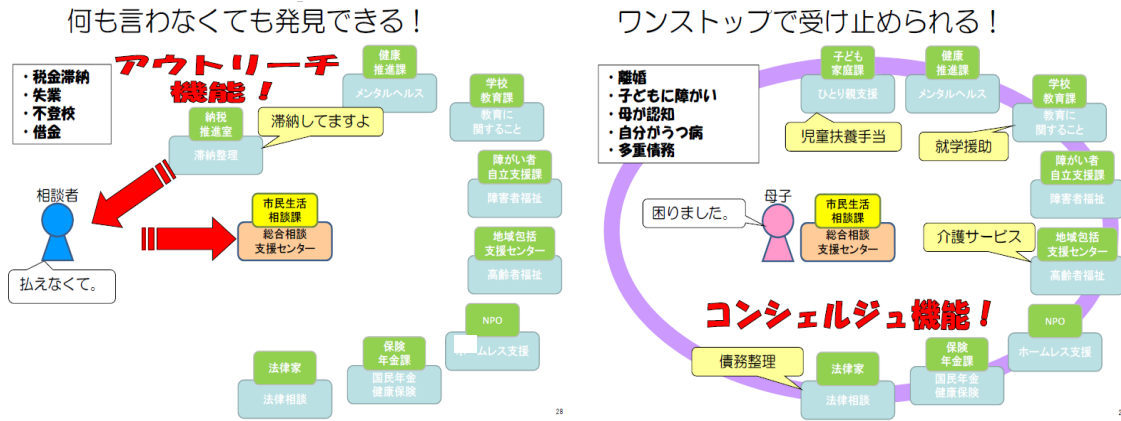 何も言わなくても発見できる！
・税金滞納
・失業
・不登校
・借金
アウトリーチ
機能！
健康
推進課
メンタルヘルス
学校
教育課
教育に
関すること
納税
推進室
滞納整理
滞納してますよ
障がい者
自立支援課
障害者福祉
相談者
市民生活
相談課
総合相談
支援センター
払えなくて。
地域包括
支援センター
高齢者福祉
NPO
ームレス支援
保険
年金課
国民年金
健康保険
法律家
法律相談
28
ワンストップで受け止められる！
・離婚
・子どもに障がい
・母が認知
・自分がうつ病
・多重債務
子ども
家庭課
ひとり親支援
児童扶養手当
健康
推進課
メンタルヘルス
学校
教育課
教育に
関すること
就学援助
障がい者
自立支援課
障害者福祉
困りました。
母子
市民生活
相談課
総合相談
支援センター
介護サービス
地域包括
支援センター
高齢者福祉
コンシェルジュ機能！
NPO
ホームレス支援
債務整理
法律家
法律相談
保険
年金課
国民年金
健康保険
2